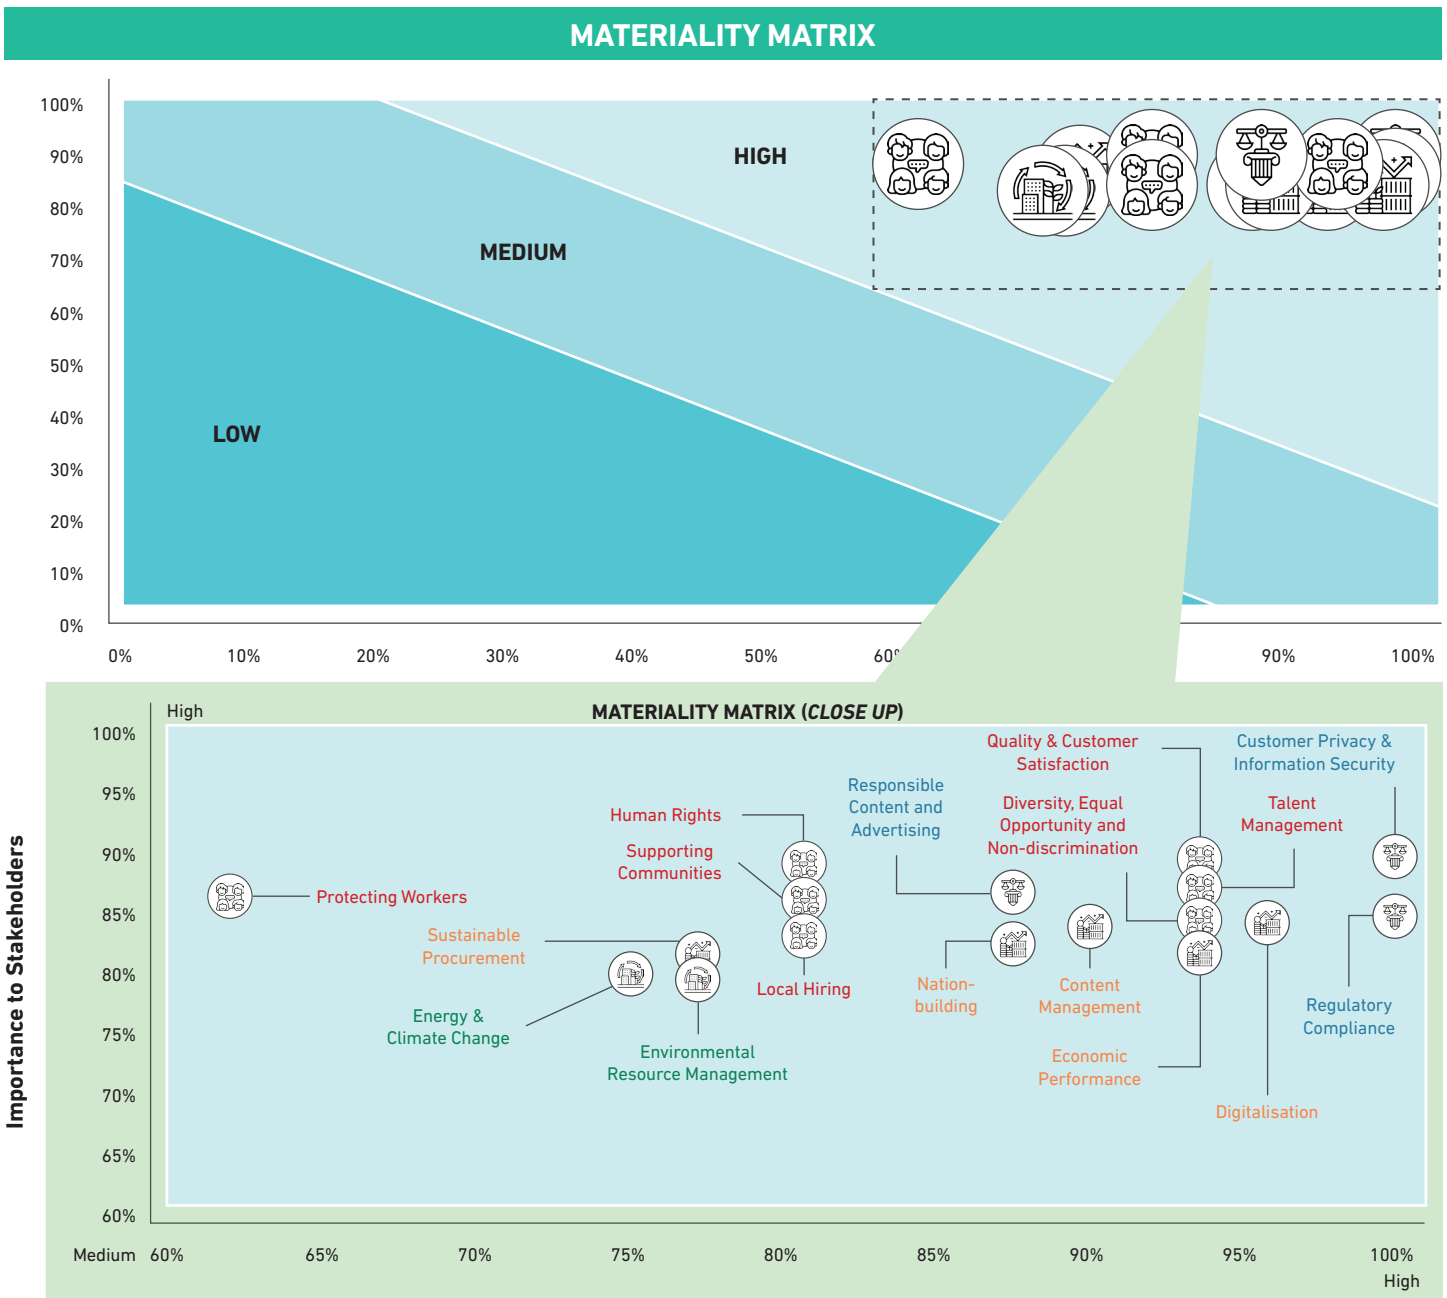 MATERIALITY MATRIX
100%
90%
80%
70%
60%
50%
40%
30%
20%
10%
0%
HIGH
MEDIUM
LOW
0%
10%
20%
30%
40%
50%
90%
100%
MATERIALITY MATRIX (CLOSE UP)
High
100%
95%
90%
85%
80%
75%
70%
65%
60%
Importance to Stakeholders
Quality & Customer
Satisfaction
Customer Privacy &
Information Security
Responsible
Content and
Advertising
Diversity, Equal
Opportunity and
Non-discrimination
Talent
Management
Human Rights
Supporting
Communities
Protecting Workers
Sustainable
Procurement
Local Hiring
Nation-
building
Content
Management
Energy &
Climate Change
Environmental
Resource Management
Economic
Performance
Regulatory
Compliance
Digitalisation
Medium
60%
65%
70%
75%
80%
85%
90%
95%
100%
High